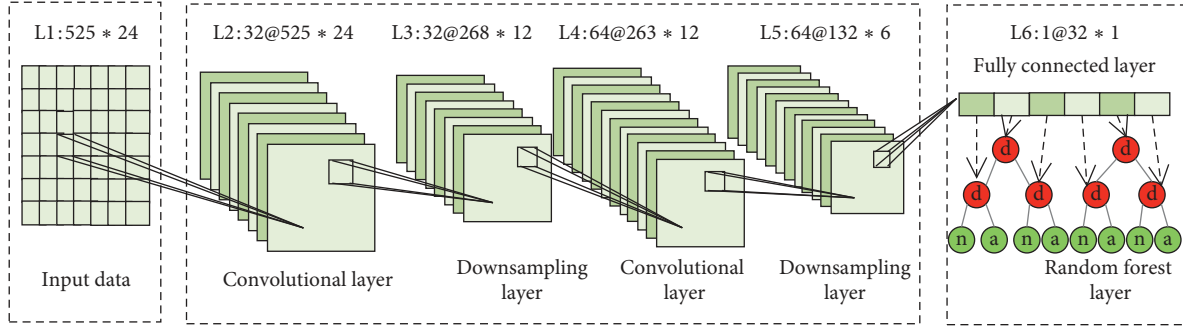 L1:525 * 24
L2:32@525 * 24
L3:32@268 * 12
L4:64@263 * 12
L5:64@132 * 6
L6:1@32 * 1
Fully connected layer
d
d
d
d
d
d
n
a
n
a
n
a
n
a
Input data
Convolutional layer
Downsampling
layer
Convolutional
layer
Downsampling
layer
Random forest
layer